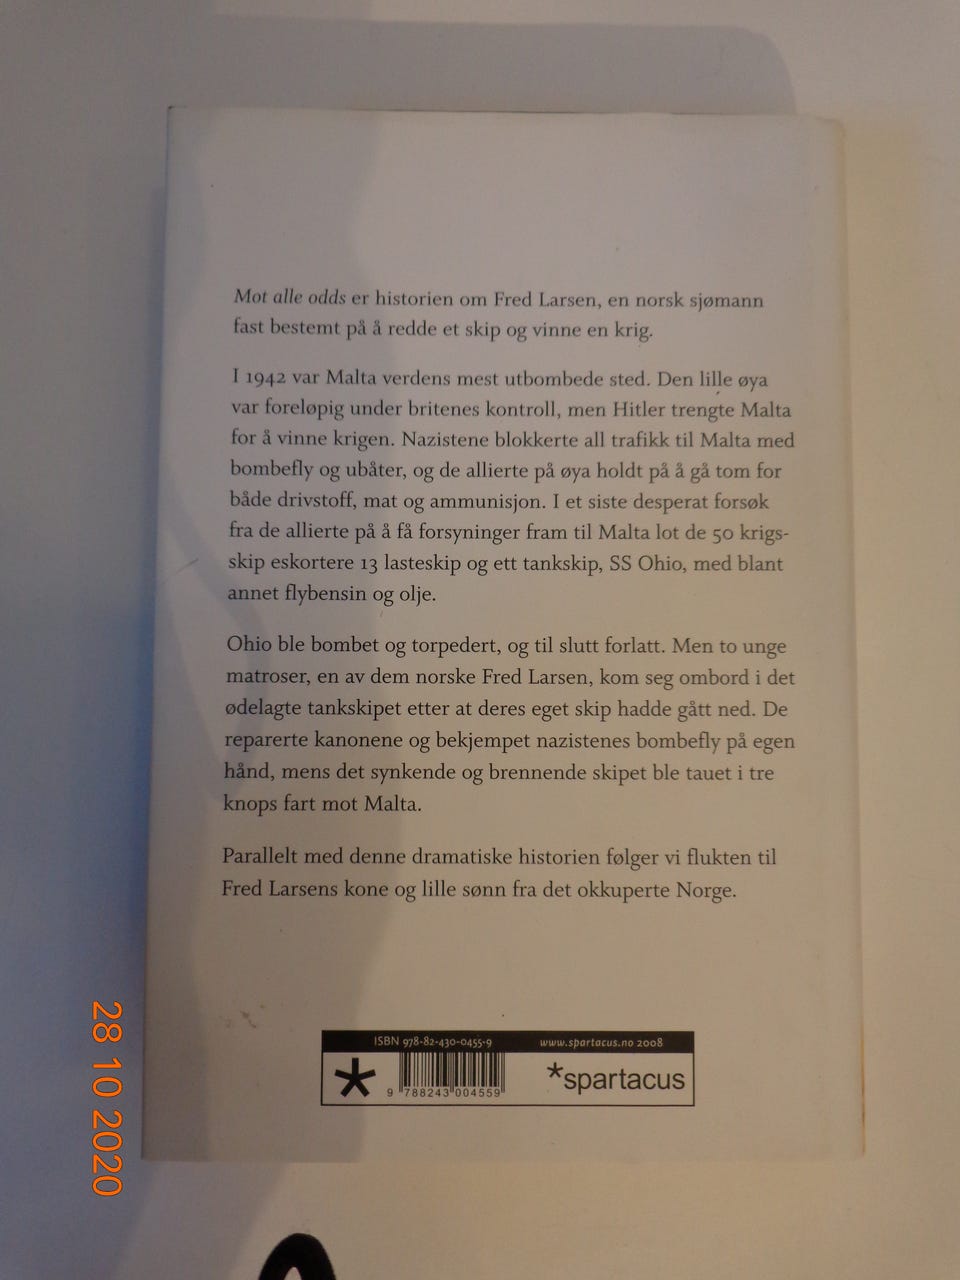 Mot alle odds er historien om Fred Larsen, en norsk sjømann
fast bestemt på å redde et skip og vinne en krig.
I 1942 var Malta verdens mest utbombede sted. Den lille øya
var foreløpig under britenes kontroll, men Hitler trengte Malta
for å vinne krigen. Nazistene blokkerte all trafikk til Malta med
bombefly og ubåter, og de allierte på øya holdt på å gå tom for
både drivstoff, mat og ammunisjon. I et siste desperat forsøk
fra de allierte på å få forsyninger fram til Malta lot de 50 krigs-
skip eskortere 13 lasteskip og ett tankskip, SS Ohio, med blant
annet flybensin og olje.
Ohio ble bombet og torpedert, og til slutt forlatt. Men to unge
matroser, en av dem norske Fred Larsen, kom seg ombord i det
ødelagte tankskipet etter at deres eget skip hadde gått ned. De
reparerte kanonene og bekjempet nazistenes bombefly på egen
hånd, mens det synkende og brennende skipet ble tauet i tre
knops fart mot Malta.
Parallelt med denne dramatiske historien følger vi flukten til
Fred Larsens kone og lille sønn fra det okkuperte Norge.
ISBN 978-82-430-0455-9 www.spartacus.no 2008
*spartacus
9 788243 004559
28 10 2020